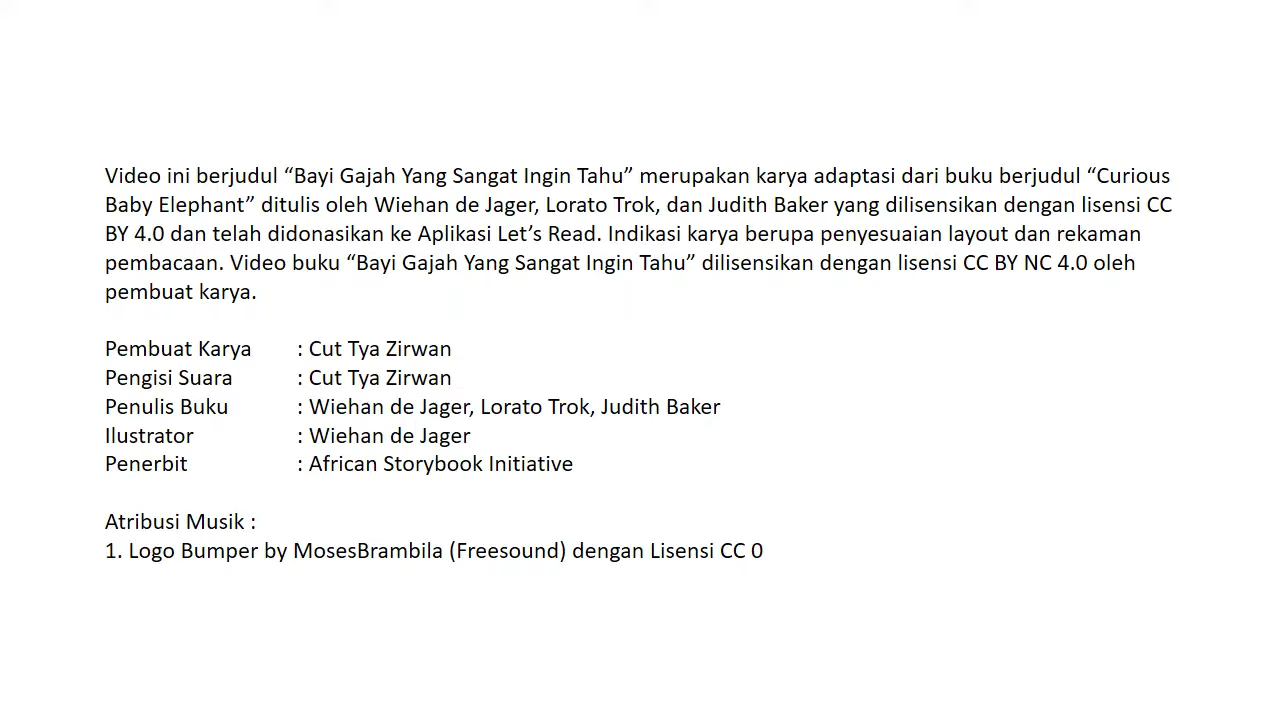 Video ini berjudul “Bayi Gajah Yang Sangat Ingin Tahu” merupakan karya adaptasi dari buku berjudul “Curious
Baby Elephant” ditulis oleh Wiehan de Jager, Lorato Trok, dan Judith Baker yang dilisensikan dengan lisensi CC
BY 4.0 dan telah didonasikan ke Aplikasi Let’s Read. Indikasi karya berupa penyesuaian layout dan rekaman
pembacaan. Video buku “Bayi Gajah Yang Sangat Ingin Tahu” dilisensikan dengan lisensi CC BY NC 4.0 oleh
pembuat karya.
Pembuat Karya : Cut Tya Zirwan
Pengisi Suara : Cut Tya Zirwan
Penulis Buku : Wiehan de Jager, Lorato Trok, Judith Baker
Ilustrator : Wiehan de Jager
Penerbit : African Storybook Initiative
Atribusi Musik :
1. Logo Bumper by MosesBrambila (Freesound) dengan Lisensi CC 0